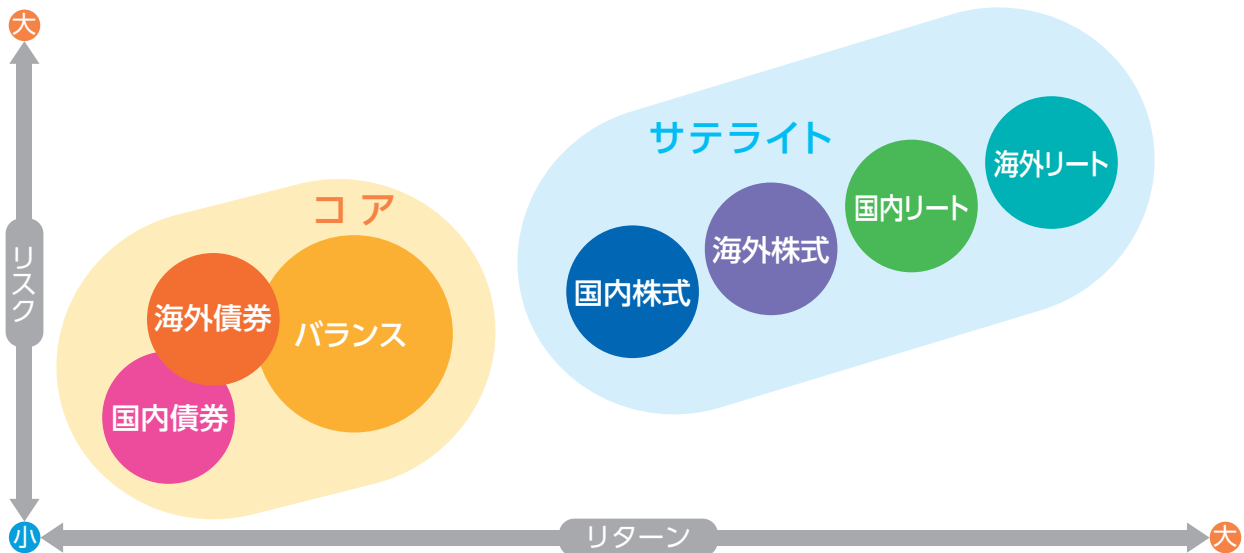 大
サテライト
海外リート
国内リート
コア
海外株式
リスク
国内株式
海外債券
バランス
国内債券
小
リターン
大